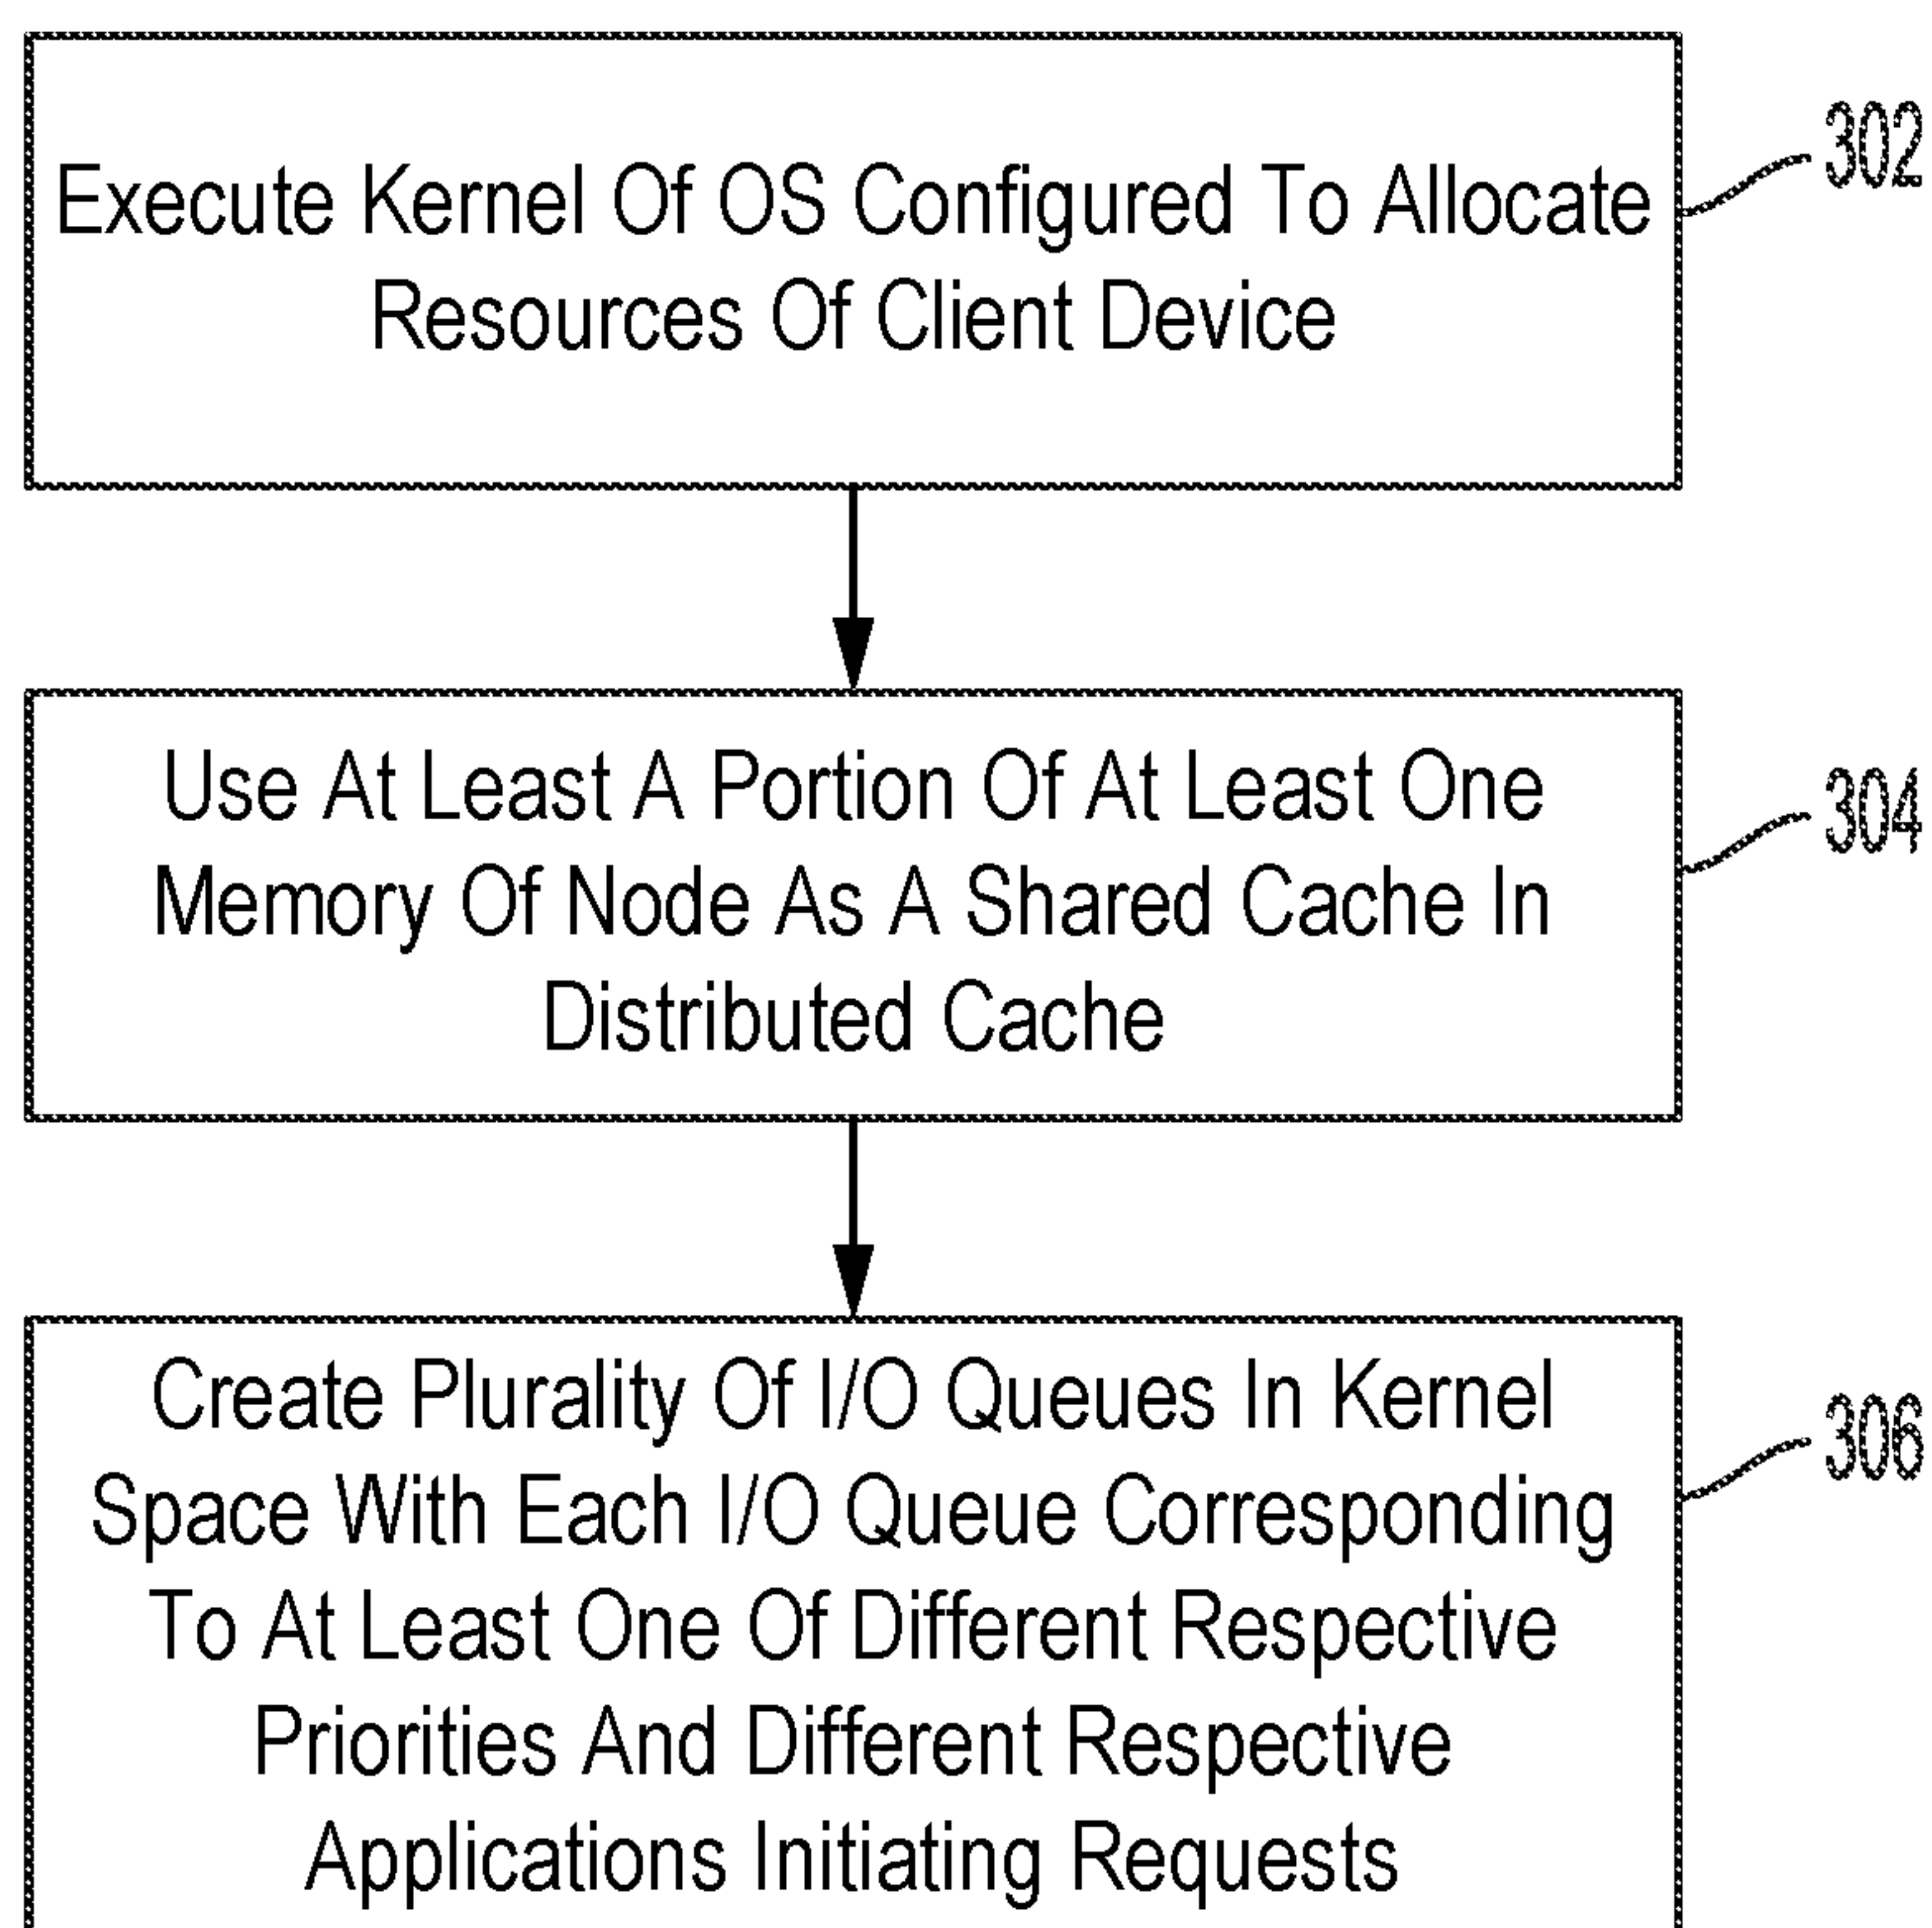 Execute Kernel Of OS Configured To Allocate
Resources Of Client Device
302
Use At Least A Portion Of At Least One
Memory Of Node As A Shared Cache In
Distributed Cache
304
Create Plurality Of I/O Queues In Kernel
Space With Each I/O Queue Corresponding
To At Least One Of Different Respective
Priorities And Different Respective
Applications Initiating Requests
306